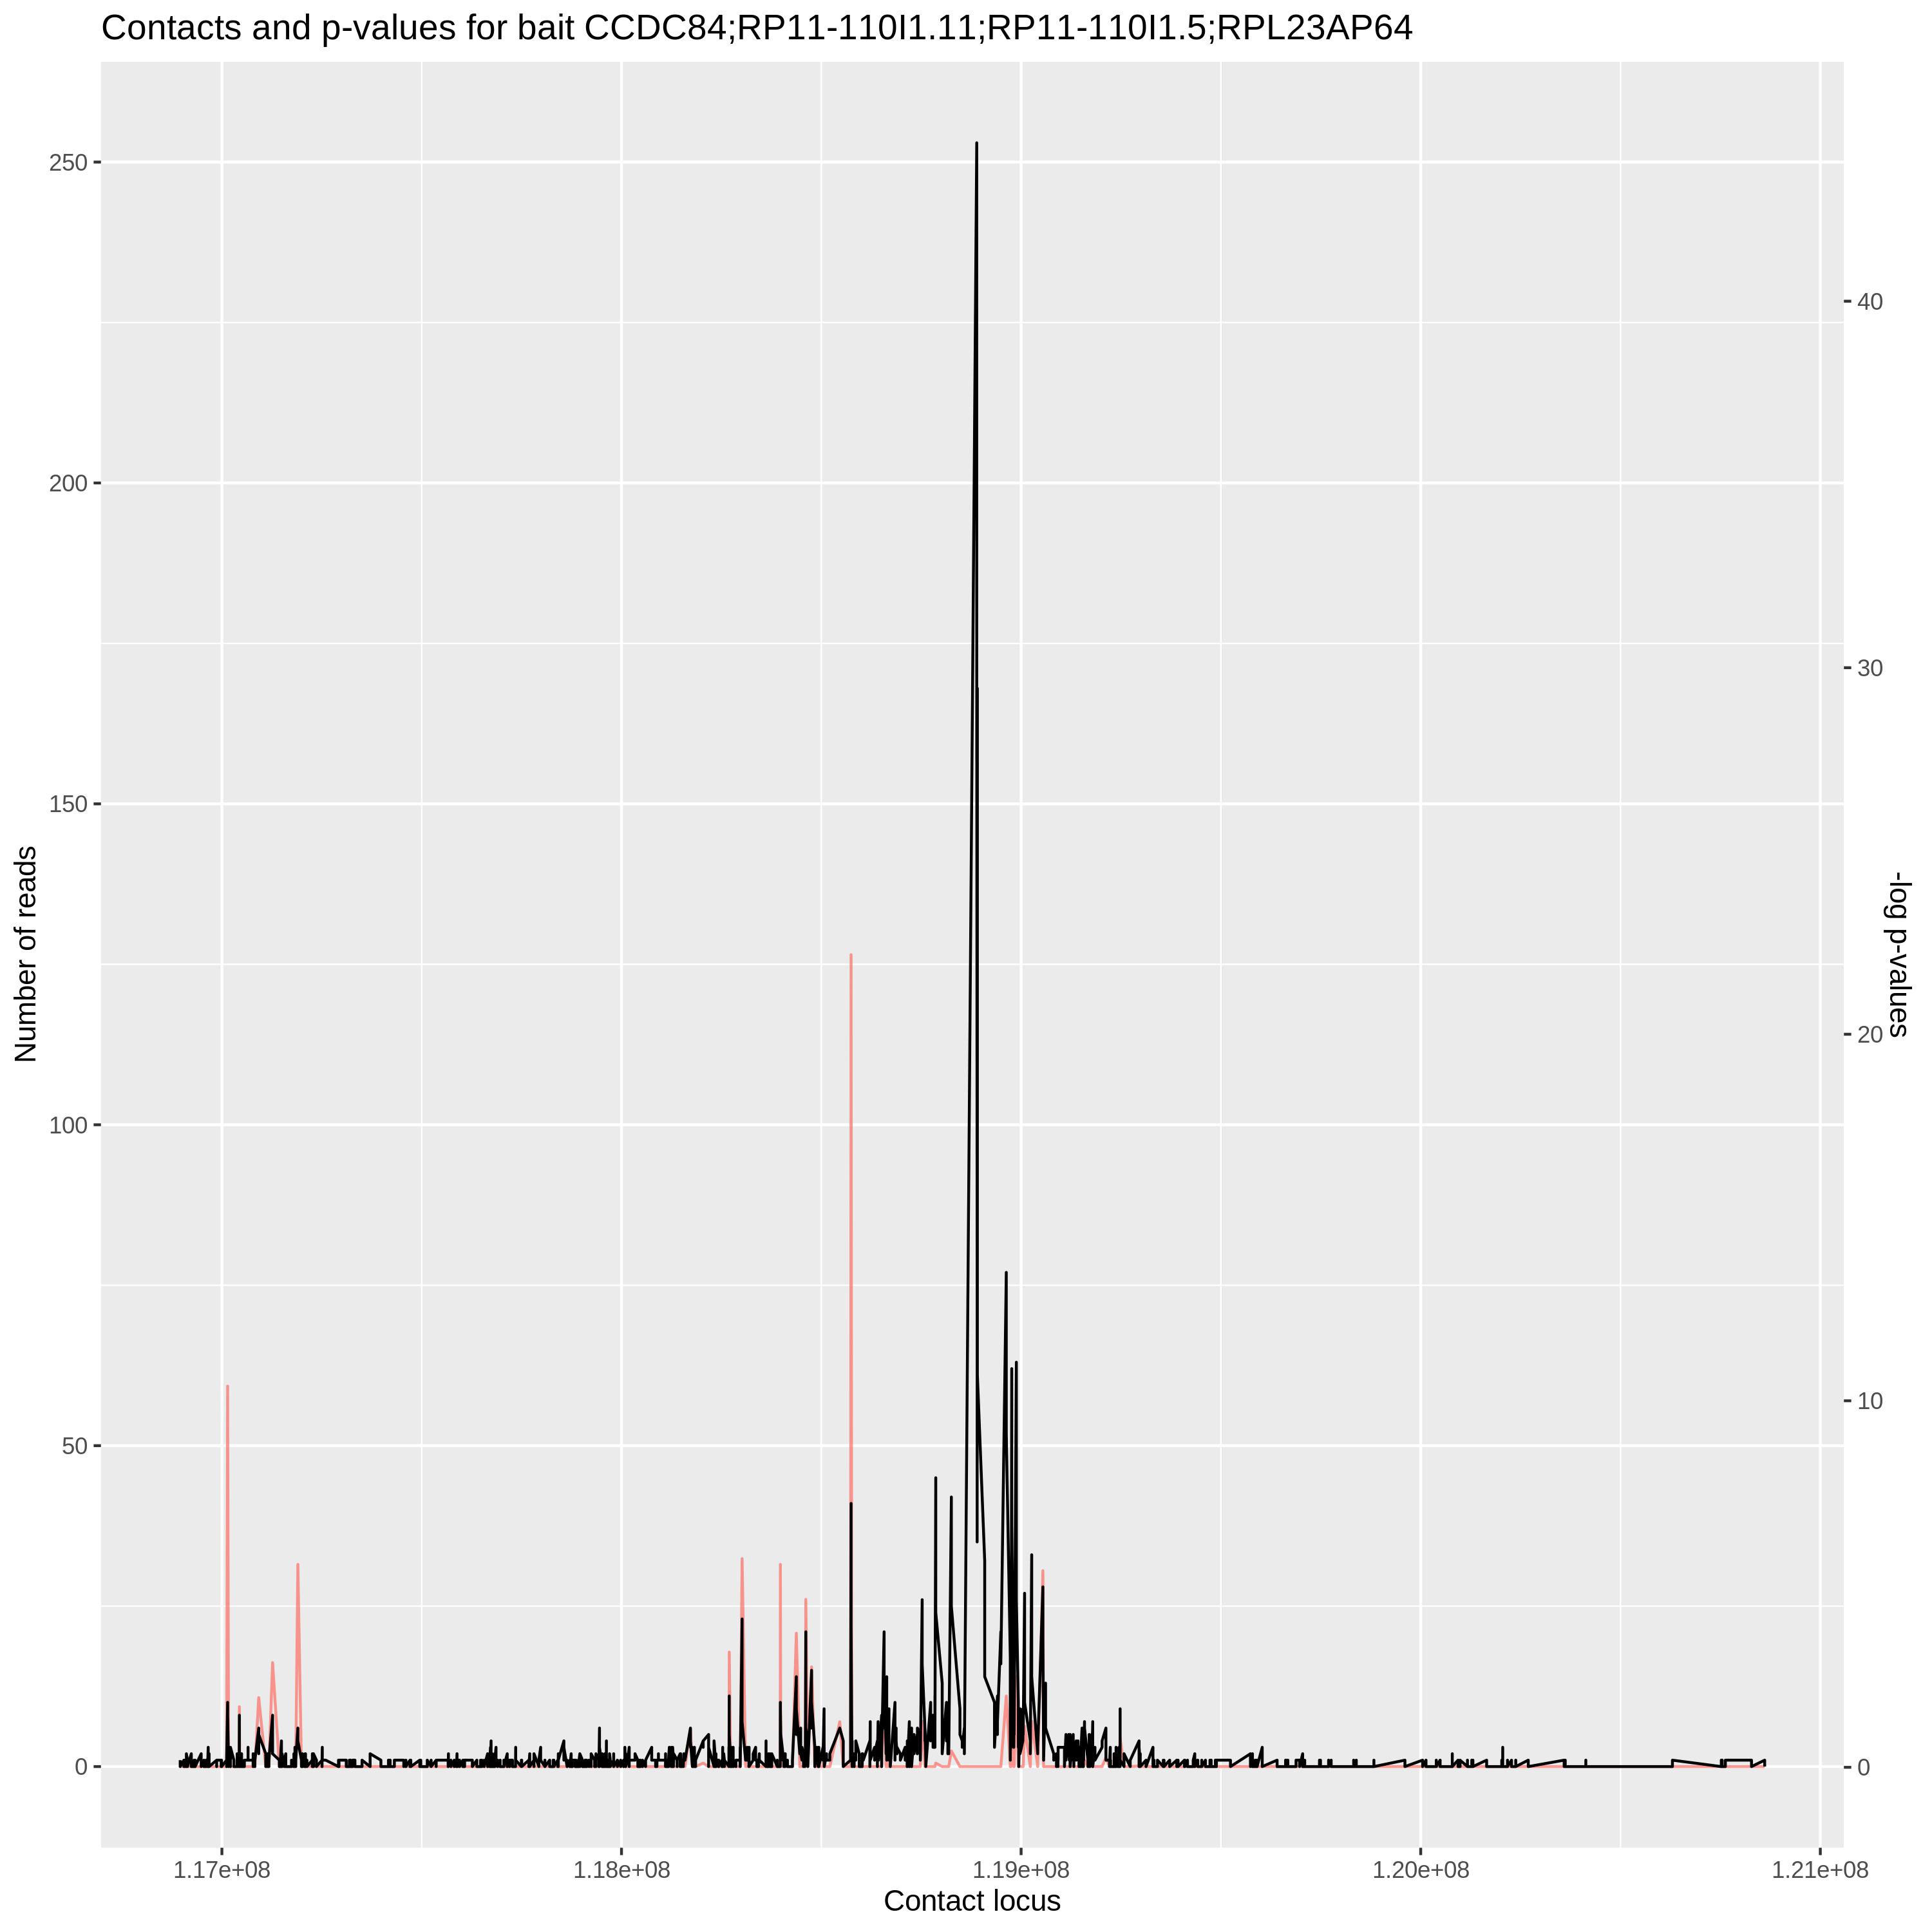 Contacts and p-values for bait CCDC84;RP11-110I1.11;RP11-110I1.5;RPL23AP64
250
200
150
100
50
0
Number of reads
40
30
20
10
0
-log p-values
1.17e+08
1.18e+08
1.19e+08
1.20e+08
1.21e+08
Contact locus